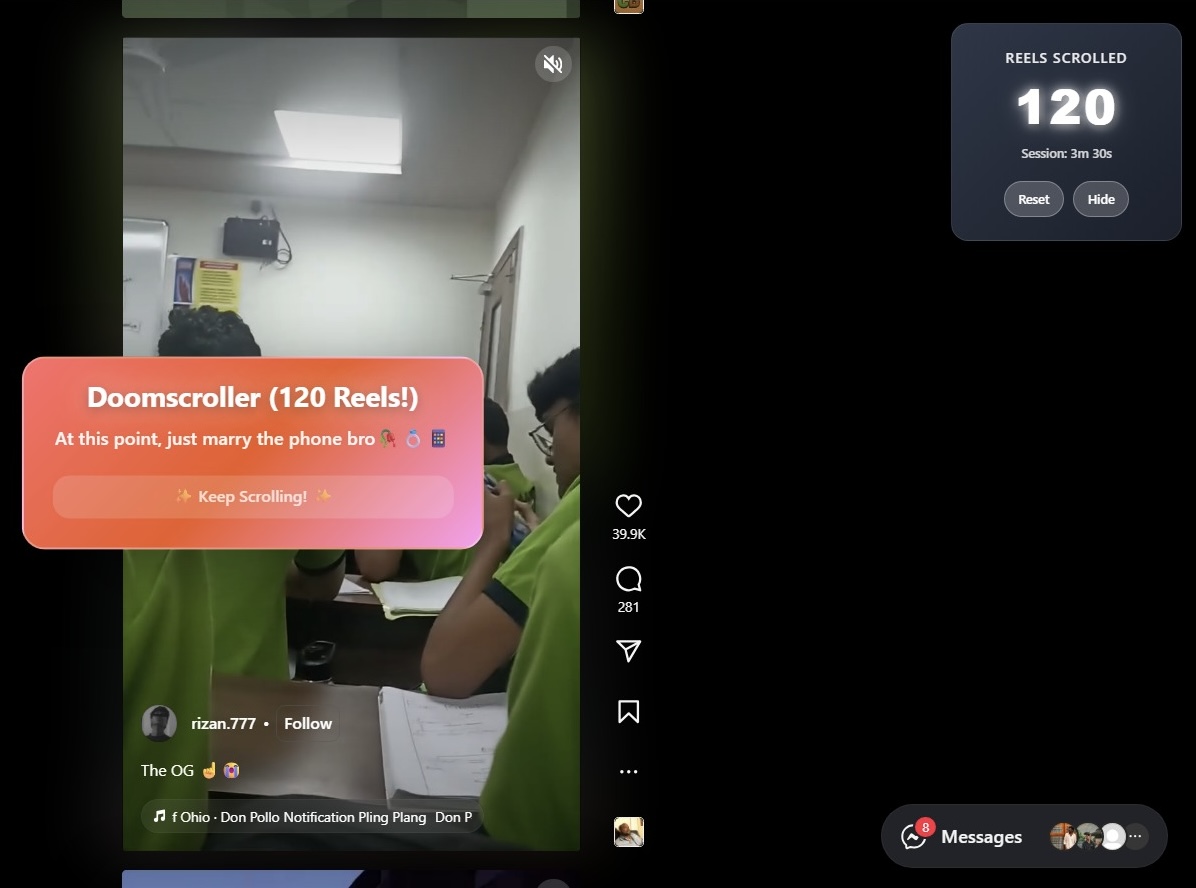 REELS SCROLLED
120
Session: 3m 30s
Reset
Hide
Doomscroller (120 Reels!)
At this point, just marry the phone bro🥀 💍 📱
✨ Keep Scrolling! ✨
39.9K
281
rizan.777 • Follow
The OG ☝️ 😭
f Ohio · Don Pollo Notification Pling Plang Don P
8
Messages